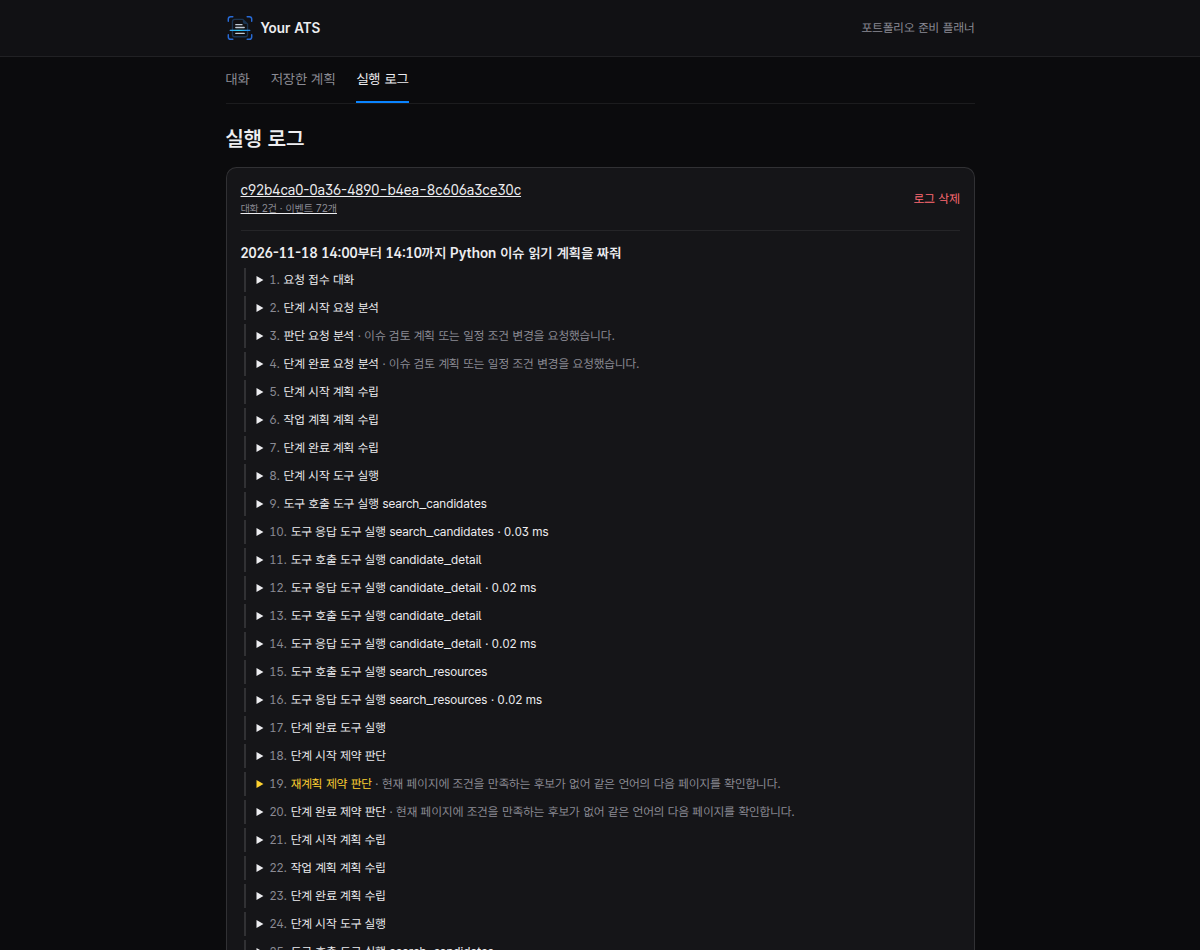 Your ATS
포트폴리오 준비 플래너
대화 저장한 계획 실행 로그
실행 로그
c92b4ca0-0a36-4890-b4ea-8c606a3ce30c
대화 2건 · 이벤트 72개
로그 삭제
2026-11-18 14:00부터 14:10까지 Python 이슈 읽기 계획을 짜줘
1. 요청 접수 대화
2. 단계 시작 요청 분석
3. 판단 요청 분석 · 이슈 검토 계획 또는 일정 조건 변경을 요청했습니다.
4. 단계 완료 요청 분석 · 이슈 검토 계획 또는 일정 조건 변경을 요청했습니다.
5. 단계 시작 계획 수립
6. 작업 계획 계획 수립
7. 단계 완료 계획 수립
8. 단계 시작 도구 실행
9. 도구 호출 도구 실행 search_candidates
10. 도구 응답 도구 실행 search_candidates · 0.03 ms
11. 도구 호출 도구 실행 candidate_detail
12. 도구 응답 도구 실행 candidate_detail · 0.02 ms
13. 도구 호출 도구 실행 candidate_detail
14. 도구 응답 도구 실행 candidate_detail · 0.02 ms
15. 도구 호출 도구 실행 search_resources
16. 도구 응답 도구 실행 search_resources · 0.02 ms
17. 단계 완료 도구 실행
18. 단계 시작 제약 판단
19. 재계획 제약 판단 · 현재 페이지에 조건을 만족하는 후보가 없어 같은 언어의 다음 페이지를 확인합니다.
20. 단계 완료 제약 판단 · 현재 페이지에 조건을 만족하는 후보가 없어 같은 언어의 다음 페이지를 확인합니다.
21. 단계 시작 계획 수립
22. 작업 계획 계획 수립
23. 단계 완료 계획 수립
24. 단계 시작 도구 실행
25. 도구 호출 도구 실행 search_candidates